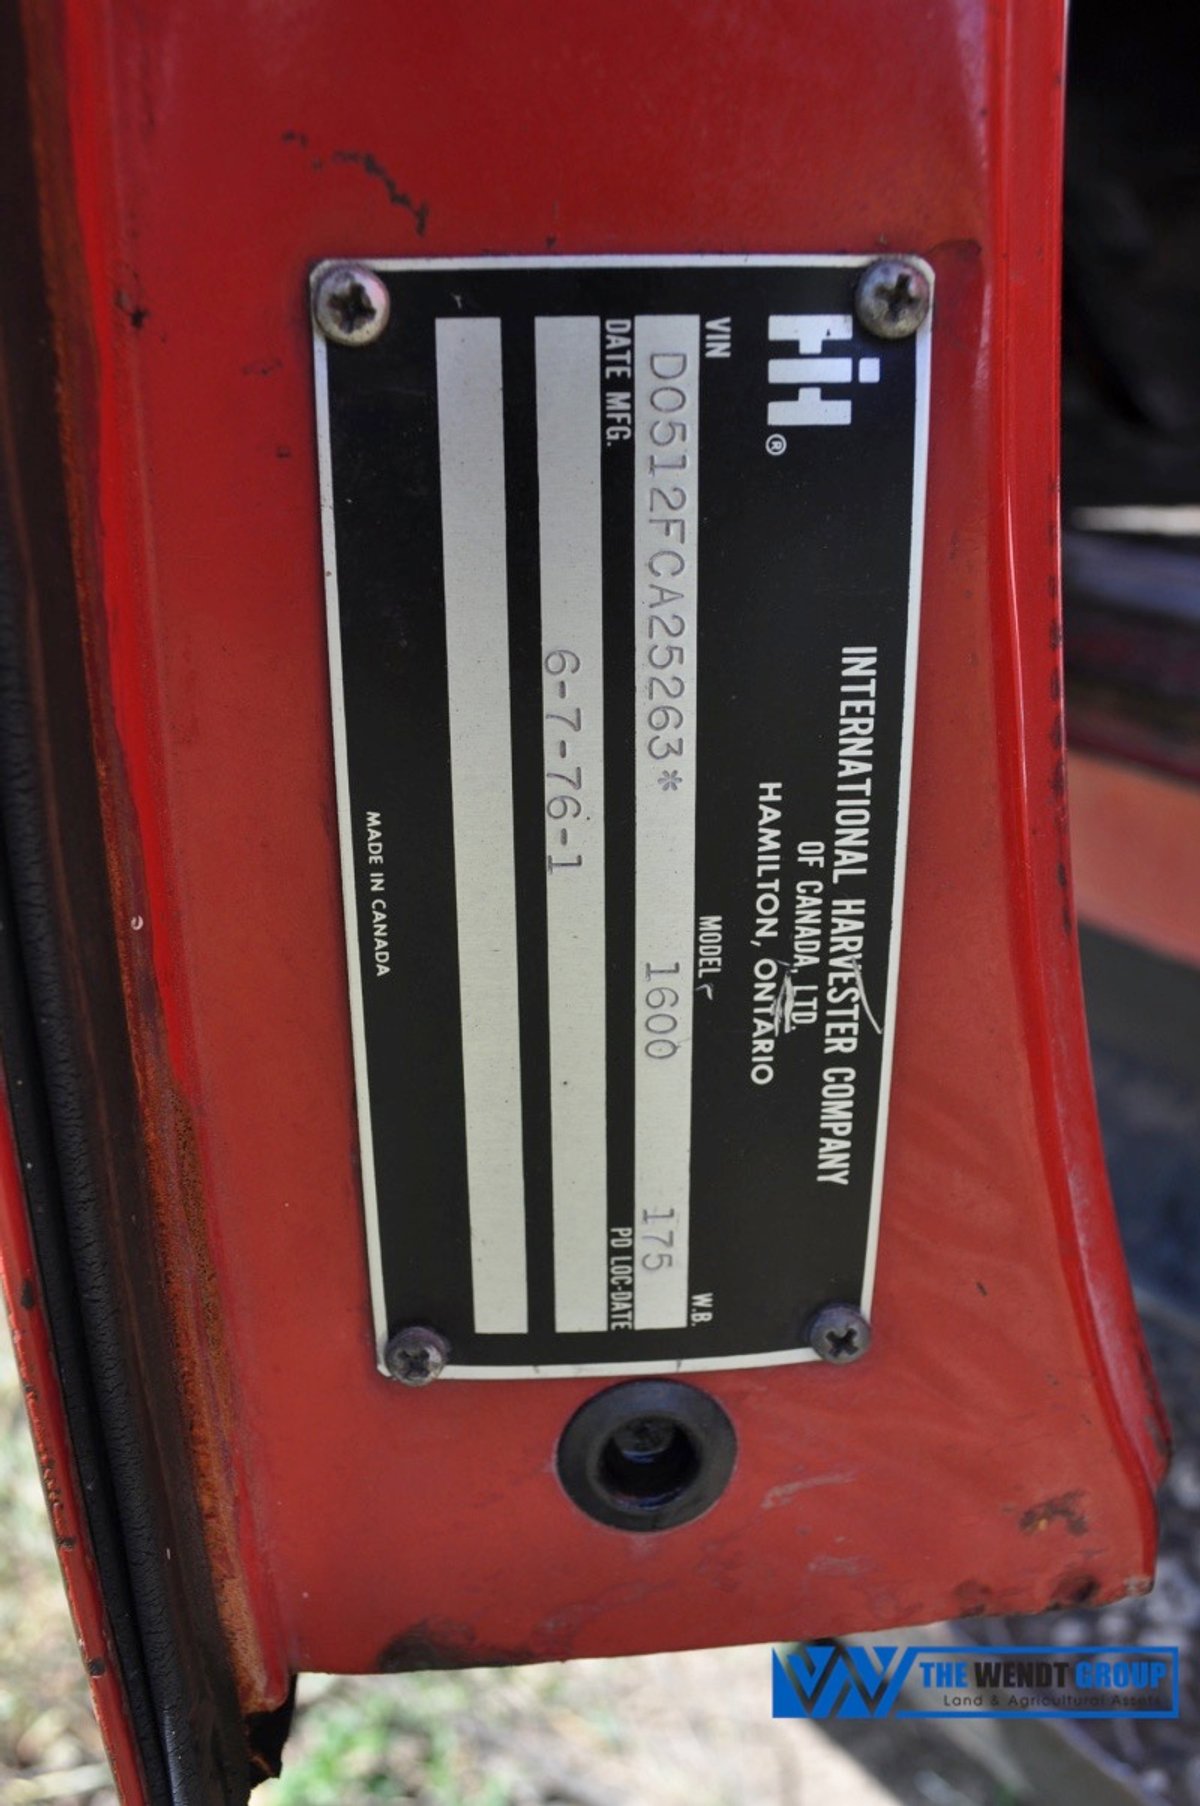 IH ®
INTERNATIONAL HARVESTER COMPANY
OF CANADA, LTD.
HAMILTON, ONTARIO
VIN MODEL W.B.
D0512FCA25263* 1600 175
DATE MFG. PD LOC-DATE
6-7-76-1
MADE IN CANADA
W THE WENDT GROUP
Land & Agricultural Assets